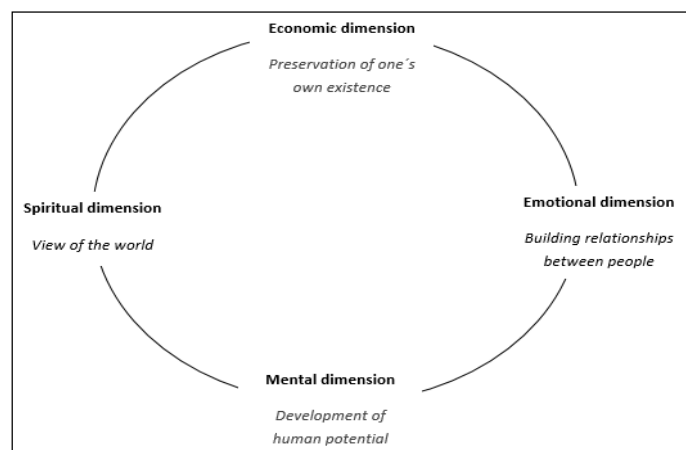 Economic dimension
Preservation of one´s
own existence
Spiritual dimension
View of the world
Emotional dimension
Building relationships
between people
Mental dimension
Development of
human potential